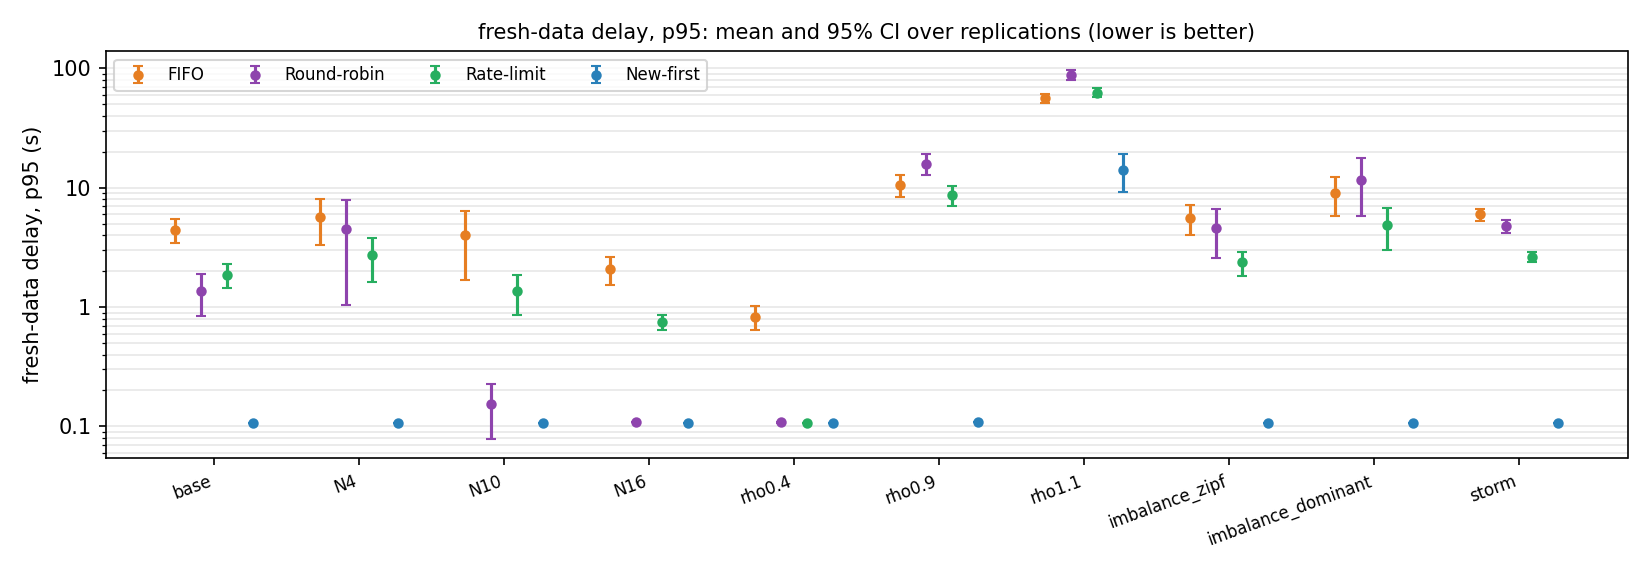 fresh-data delay, p95: mean and 95% CI over replications (lower is better)
FIFO Round-robin Rate-limit New-first
fresh-data delay, p95 (s)
100
10
1
0.1
base N4 N10 N16 rho0.4 rho0.9 rho1.1 imbalance_zipf imbalance_dominant storm